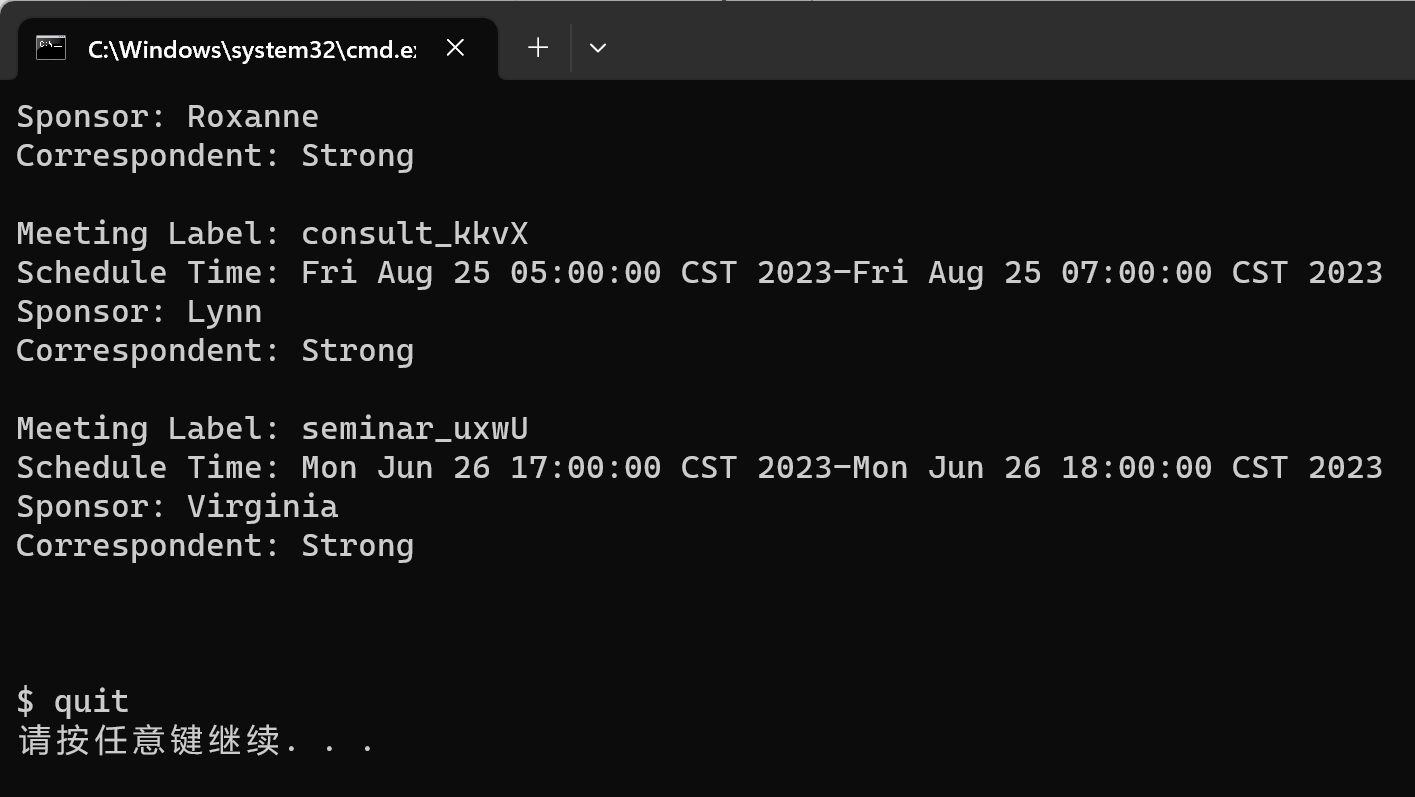 C:\Windows\system32\cmd.e
Sponsor: Roxanne
Correspondent: Strong
Meeting Label: consult_kkvX
Schedule Time: Fri Aug 25 05:00:00 CST 2023-Fri Aug 25 07:00:00 CST 2023
Sponsor: Lynn
Correspondent: Strong
Meeting Label: seminar_uxwU
Schedule Time: Mon Jun 26 17:00:00 CST 2023-Mon Jun 26 18:00:00 CST 2023
Sponsor: Virginia
Correspondent: Strong
$ quit
请按任意键继续. . .